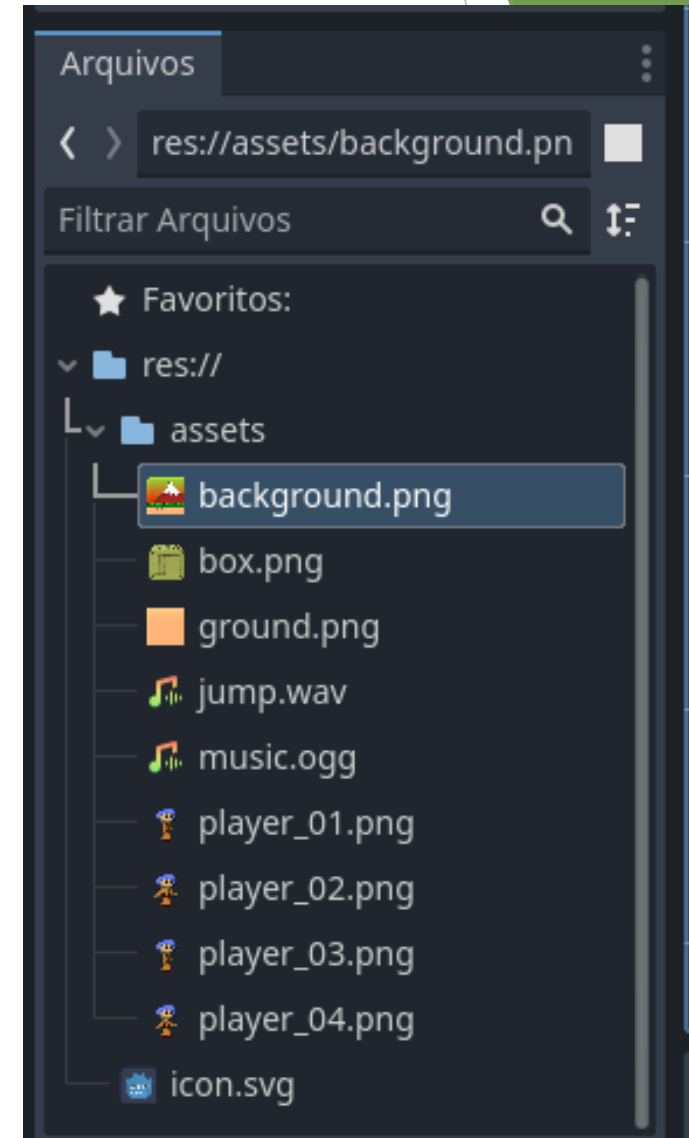 Arquivos
res://assets/background.pn
Filtrar Arquivos
Favoritos:
res://
assets
background.png
box.png
ground.png
jump.wav
music.ogg
player_01.png
player_02.png
player_03.png
player_04.png
icon.svg